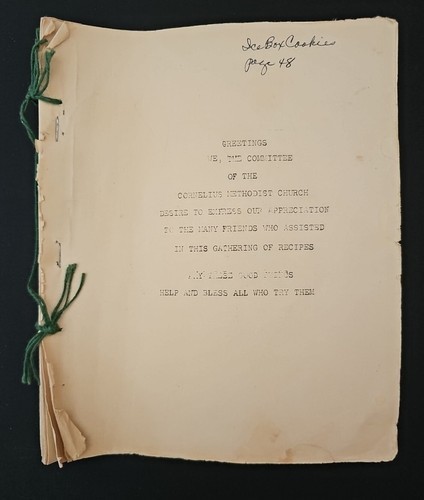 Ice Box Cookies
page 48
GREETINGS
WE, THE COMMITTEE
OF THE
CORNELIUS METHODIST CHURCH
DESIRE TO EXPRESS OUR APPRECIATION
TO THE MANY FRIENDS WHO ASSISTED
IN THIS GATHERING OF RECIPES
MAY THESE GOOD
HELP AND BLESS ALL WHO TRY THEM